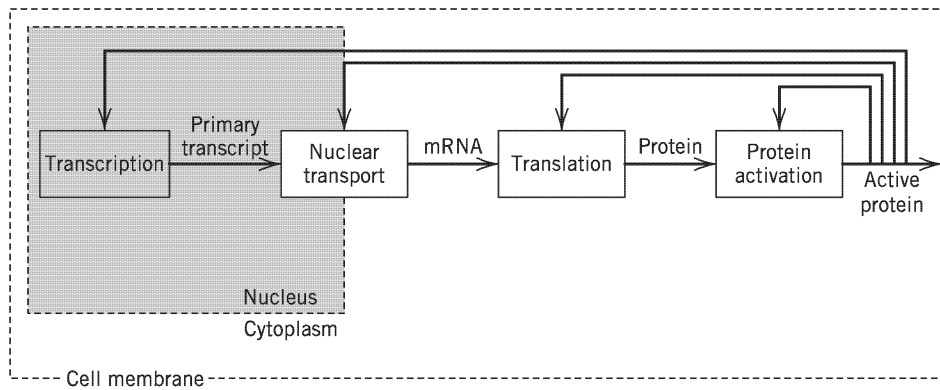 Transcription
Primary
transcript
Nuclear
transport
mRNA
Translation
Protein
Protein
activation
Active
protein
Nucleus
Cytoplasm
Cell membrane